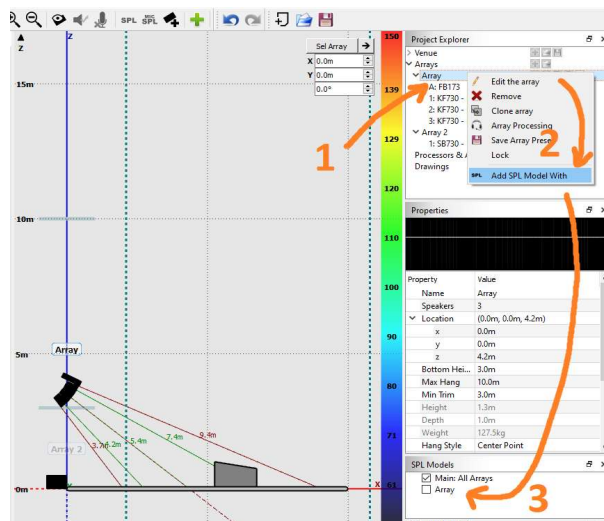 SPL
MIC SPL
z
Z
15m
10m
5m
0m
Array
Array 2
3.7m
5.4m
7.4m
9.4m
X
Sel Array
X 0.0m
Y 0.0m
0.0°
150
139
129
120
110
100
90
80
71
61
Project Explorer
Venue
Arrays
Array
A: FB173
1: KF730 -
2: KF730 -
3: KF730 -
Array 2
1: SB730 -
Processors & A
Drawings
Edit the array
Remove
Clone array
Array Processing
Save Array Prese
Lock
SPL Add SPL Model With
1
2
Properties
Property Value
Name Array
Speakers 3
Location (0.0m, 0.0m, 4.2m)
x 0.0m
y 0.0m
z 4.2m
Bottom Hei... 3.0m
Max Hang 10.0m
Min Trim 3.0m
Height 1.3m
Depth 1.0m
Weight 127.5kg
Hang Style Center Point
SPL Models
Main: All Arrays
Array
3